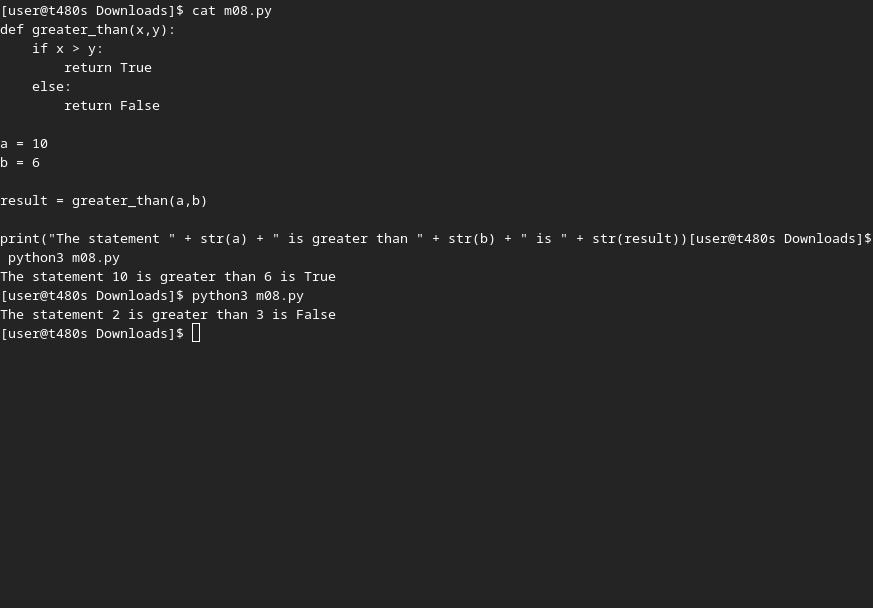 [user@t480s Downloads]$ cat m08.py
def greater_than(x,y):
    if x > y:
        return True
    else:
        return False

a = 10
b = 6

result = greater_than(a,b)

print("The statement " + str(a) + " is greater than " + str(b) + " is " + str(result))[user@t480s Downloads]$
 python3 m08.py
The statement 10 is greater than 6 is True
[user@t480s Downloads]$ python3 m08.py
The statement 2 is greater than 3 is False
[user@t480s Downloads]$